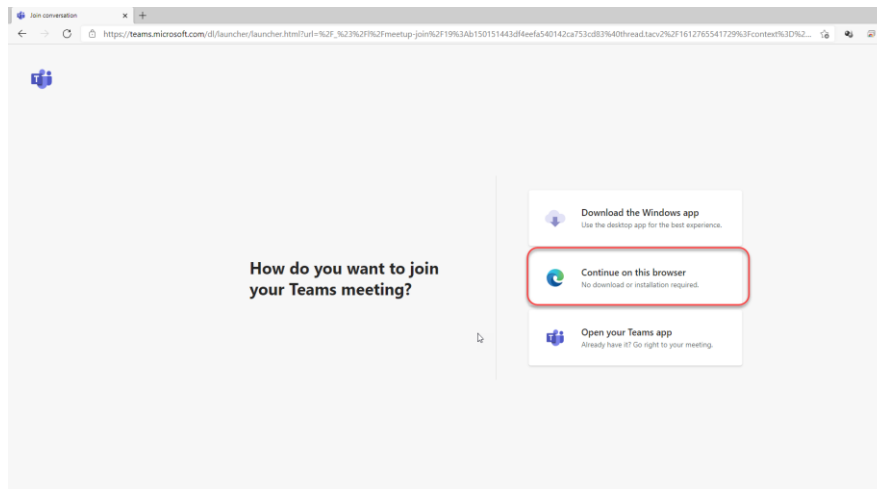 Join conversation
https://teams.microsoft.com/dl/launcher/launcher.html?url=%2F_%23%2Fl%2Fmeetup-join%2F19%3Ab150151443df4eefa540142ca753cd83%40thread.tacv2%2F1612765541729%3Fcontext%3D%2...
Download the Windows app
Use the desktop app for the best experience.
How do you want to join
your Teams meeting?
Continue on this browser
No download or installation required.
Open your Teams app
Already have it? Go right to your meeting.